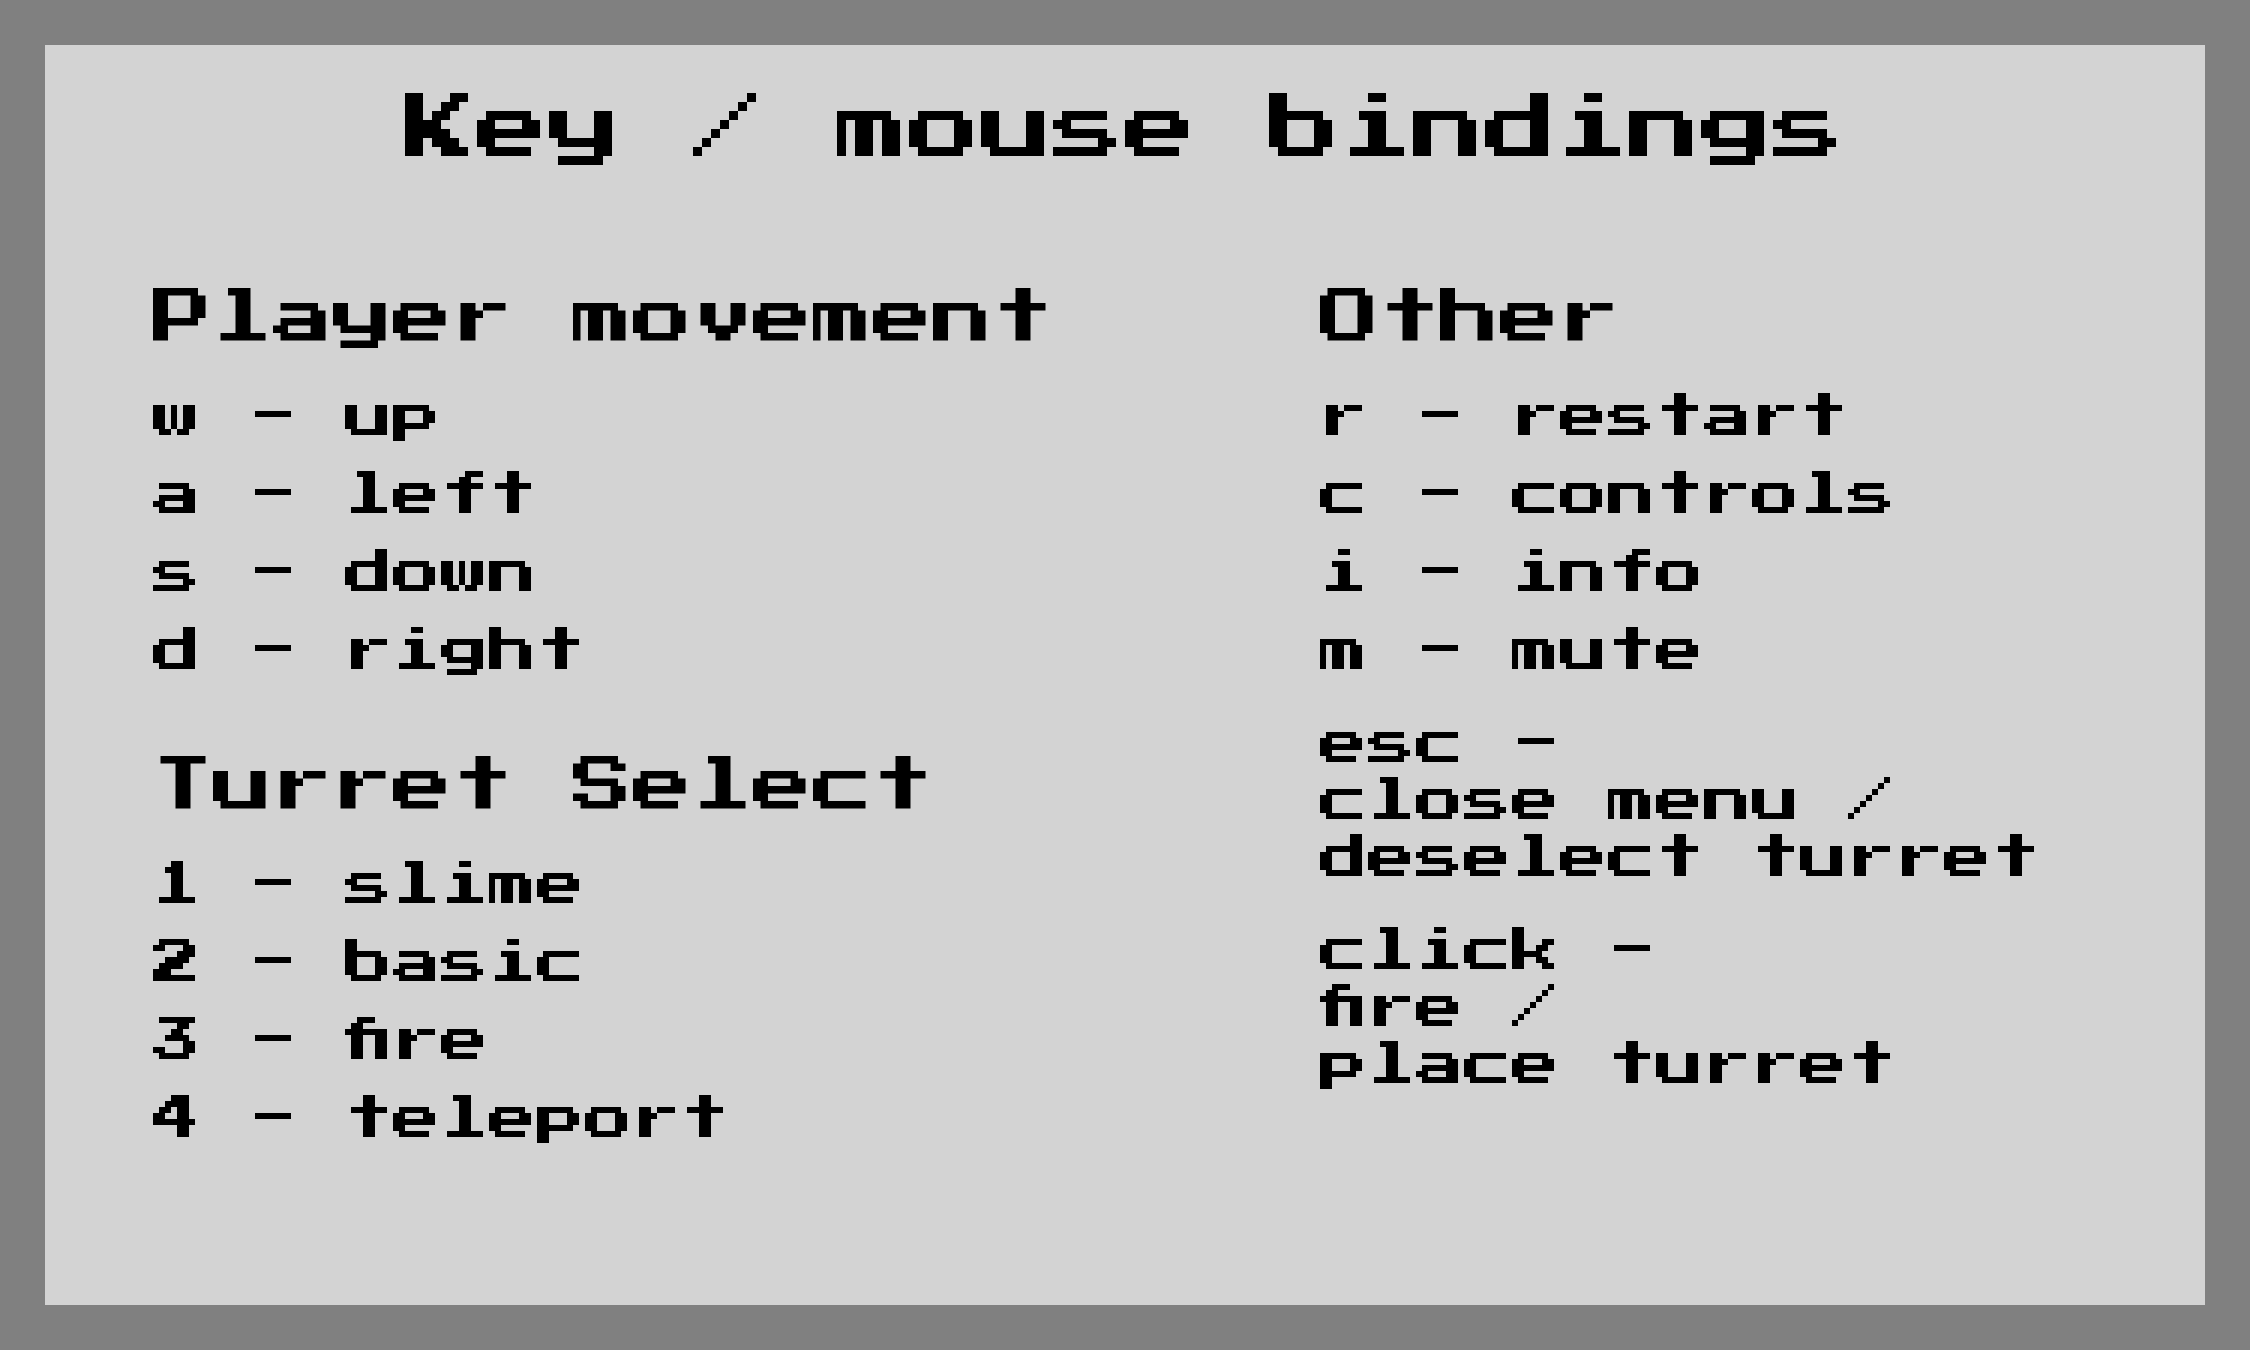 Key / mouse bindings
Player movement
w - up
a - left
s - down
d - right
Turret Select
1 - slime
2 - basic
3 - fire
4 - teleport
Other
r - restart
c - controls
i - info
m - mute
esc -
close menu /
deselect turret
click -
fire /
place turret